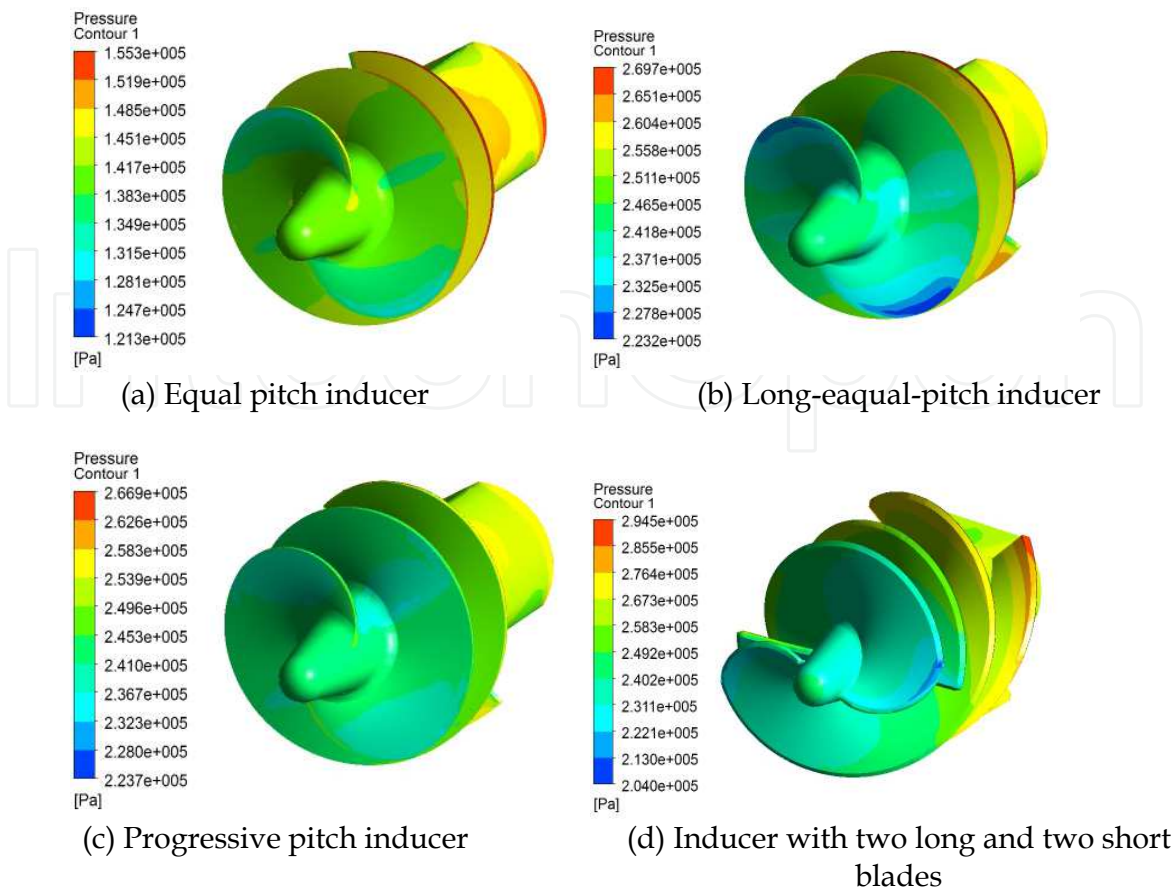 Pressure
Contour 1
1.553e+005
1.519e+005
1.485e+005
1.451e+005
1.417e+005
1.383e+005
1.349e+005
1.315e+005
1.281e+005
1.247e+005
1.213e+005
[Pa]
(a) Equal pitch inducer
Pressure
Contour 1
2.697e+005
2.651e+005
2.604e+005
2.558e+005
2.511e+005
2.465e+005
2.418e+005
2.371e+005
2.325e+005
2.278e+005
2.232e+005
[Pa]
(b) Long-eaqual-pitch inducer
Pressure
Contour 1
2.669e+005
2.626e+005
2.583e+005
2.539e+005
2.496e+005
2.453e+005
2.410e+005
2.367e+005
2.323e+005
2.280e+005
2.237e+005
[Pa]
(c) Progressive pitch inducer
Pressure
Contour 1
2.945e+005
2.855e+005
2.764e+005
2.673e+005
2.583e+005
2.492e+005
2.402e+005
2.311e+005
2.221e+005
2.130e+005
2.040e+005
[Pa]
(d) Inducer with two long and two short
blades